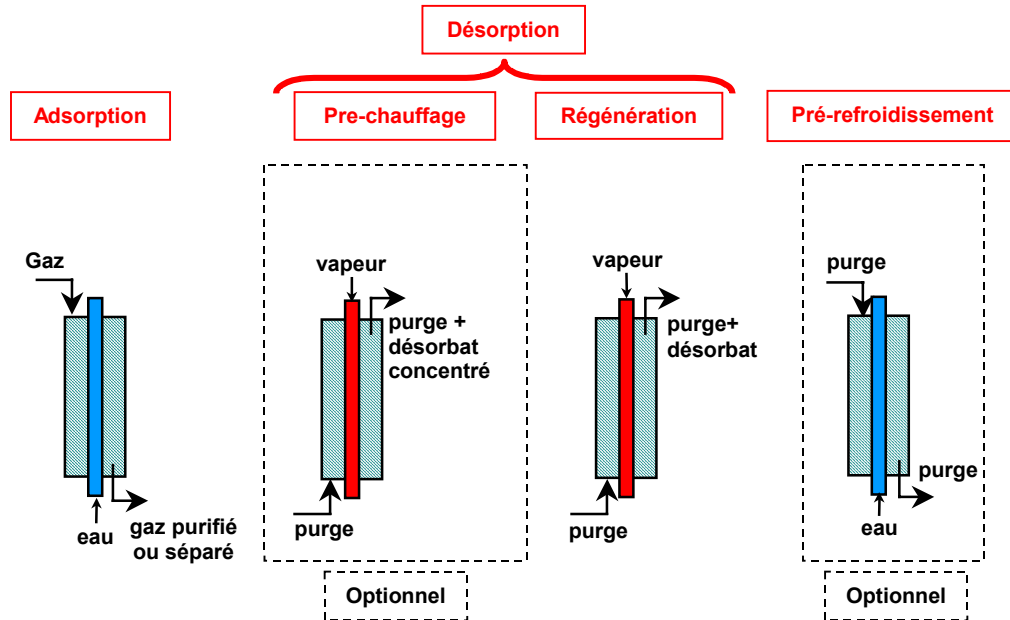 Désorption
Adsorption
Pre-chauffage
Régénération
Pré-refroidissement
Gaz
eau
gaz purifié
ou séparé
vapeur
purge +
désorbat
concentré
purge
Optionnel
vapeur
purge+
désorbat
purge
purge
purge
eau
Optionnel